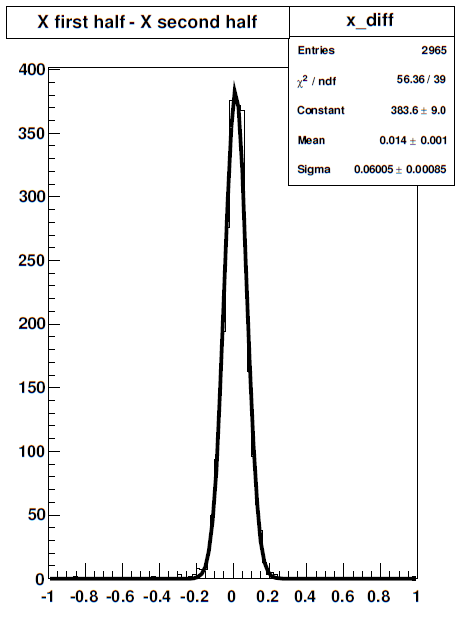 X first half - X second half
x_diff
Entries 2965
χ² / ndf 56.36 / 39
Constant 383.6 ± 9.0
Mean 0.014 ± 0.001
Sigma 0.06005 ± 0.00085
400
350
300
250
200
150
100
50
0
-1 -0.8 -0.6 -0.4 -0.2 0 0.2 0.4 0.6 0.8 1